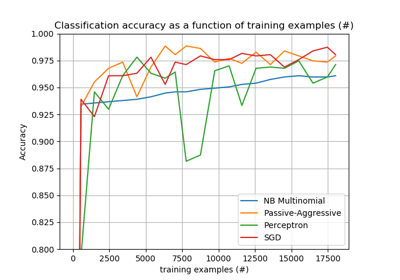 Classification accuracy as a function of training examples (#)
Accuracy
1.000
0.975
0.950
0.925
0.900
0.875
0.850
0.825
0.800
NB Multinomial
Passive-Aggressive
Perceptron
SGD
0 2500 5000 7500 10000 12500 15000 17500
training examples (#)